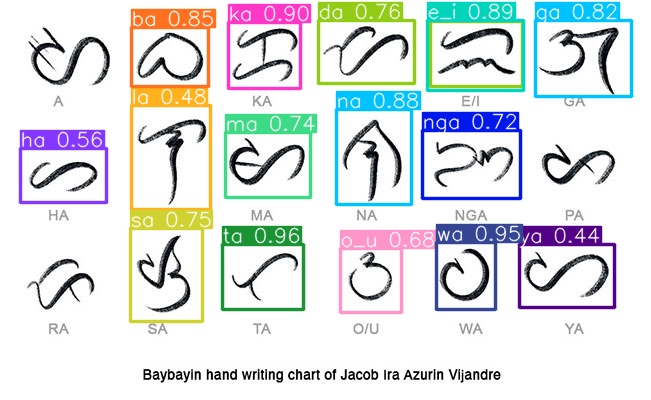 ba 0.85 ka 0.90 da 0.76 e_i 0.89 ga 0.82
ᜀ ᜊ ᜃ ᜇ ᜁ ᜄ
A KA E/I GA
ha 0.56 la 0.48 ma 0.74 na 0.88 nga 0.72
ᜑ ᜎ ᜋ ᜈ ᜅ ᜉ
HA MA NA NGA PA
sa 0.75 ta 0.96 o_u 0.68 wa 0.95 ya 0.44
ᜍ ᜐ ᜆ ᜂ ᜏ ᜌ
RA SA TA O/U WA YA
Baybayin hand writing chart of Jacob Ira Azurin Vijandre